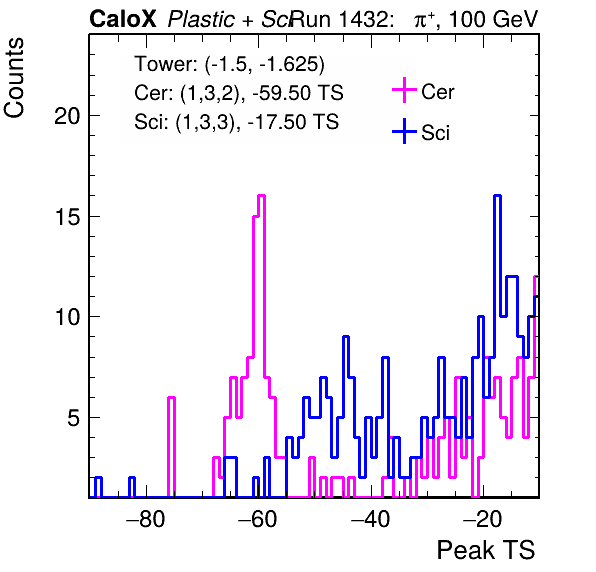 CaloX Plastic + Sci Run 1432: π+, 100 GeV
Counts
Tower: (-1.5, -1.625)
Cer: (1,3,2), -59.50 TS
Sci: (1,3,3), -17.50 TS
Cer
Sci
20
15
10
5
−80 −60 −40 −20
Peak TS